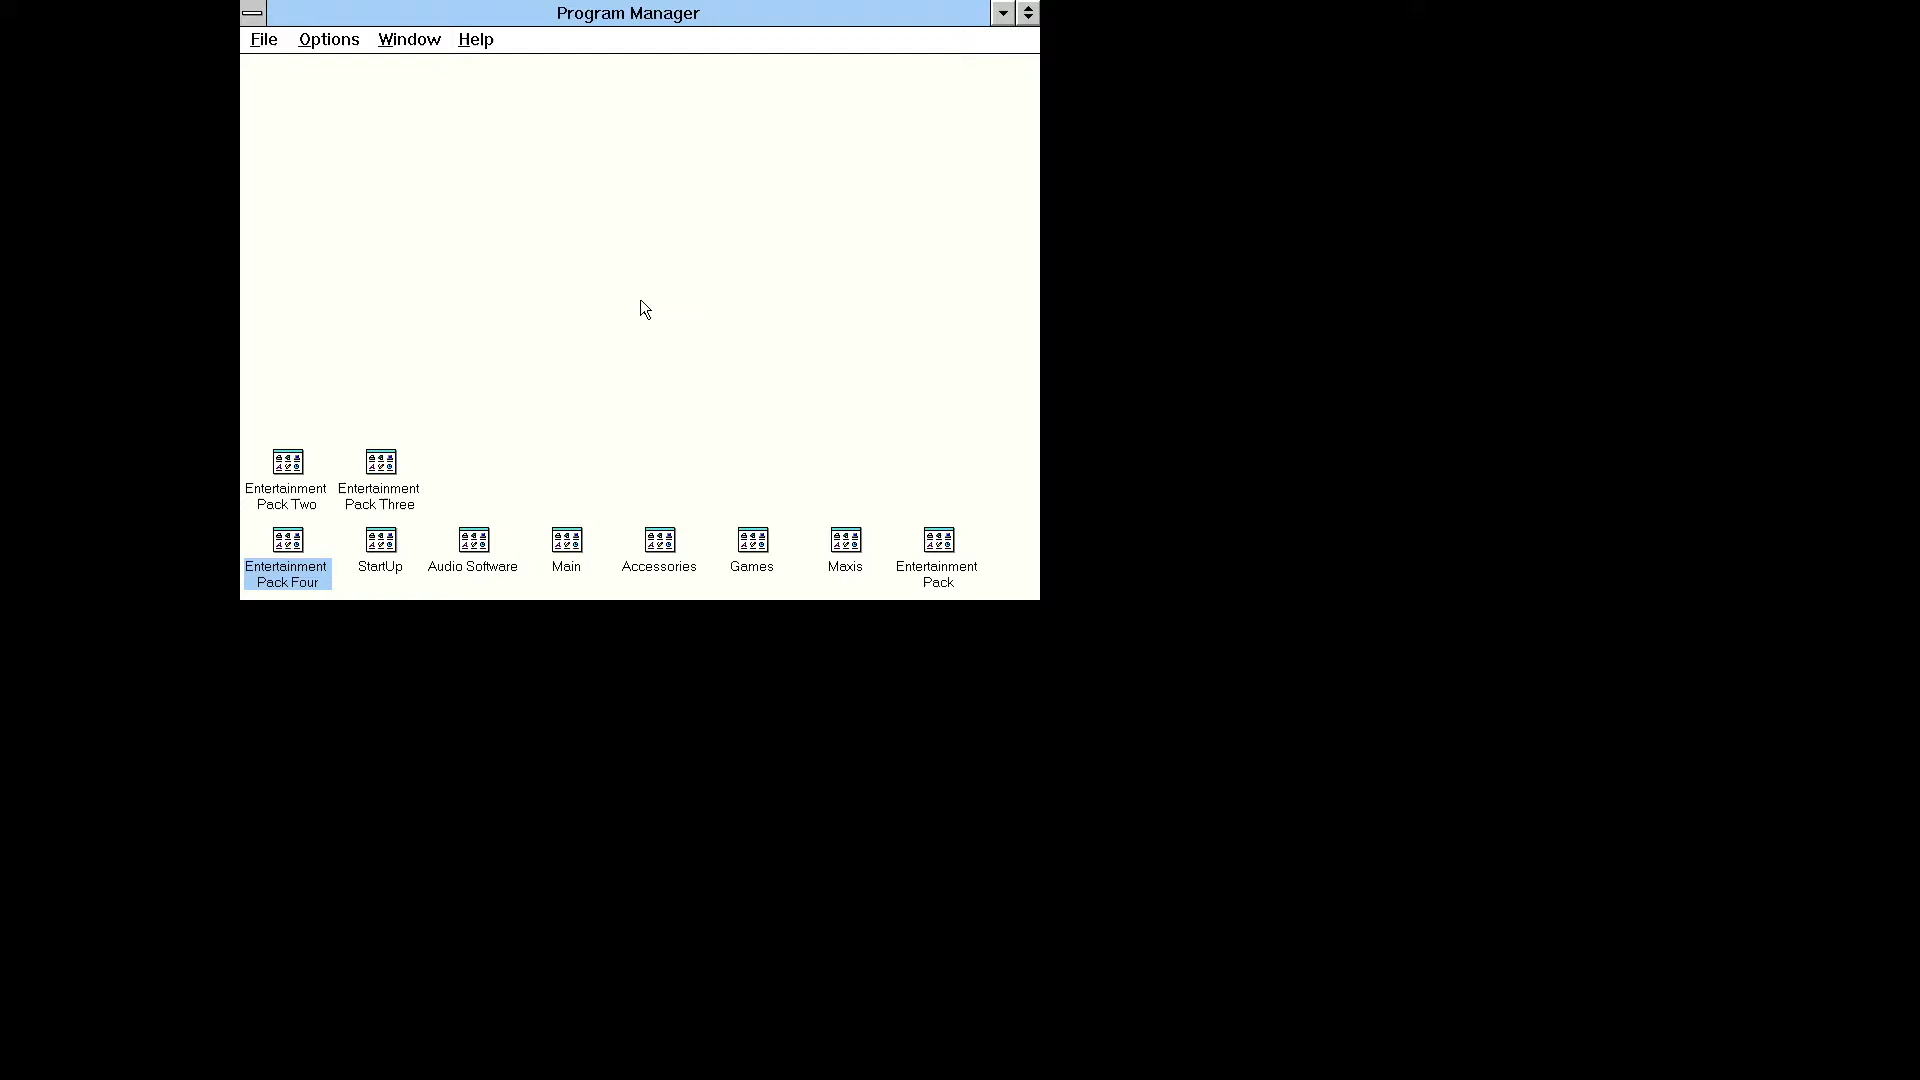 Program Manager
File Options Window Help
Entertainment Pack Two
Entertainment Pack Three
Entertainment Pack Four
StartUp
Audio Software
Main
Accessories
Games
Maxis
Entertainment Pack